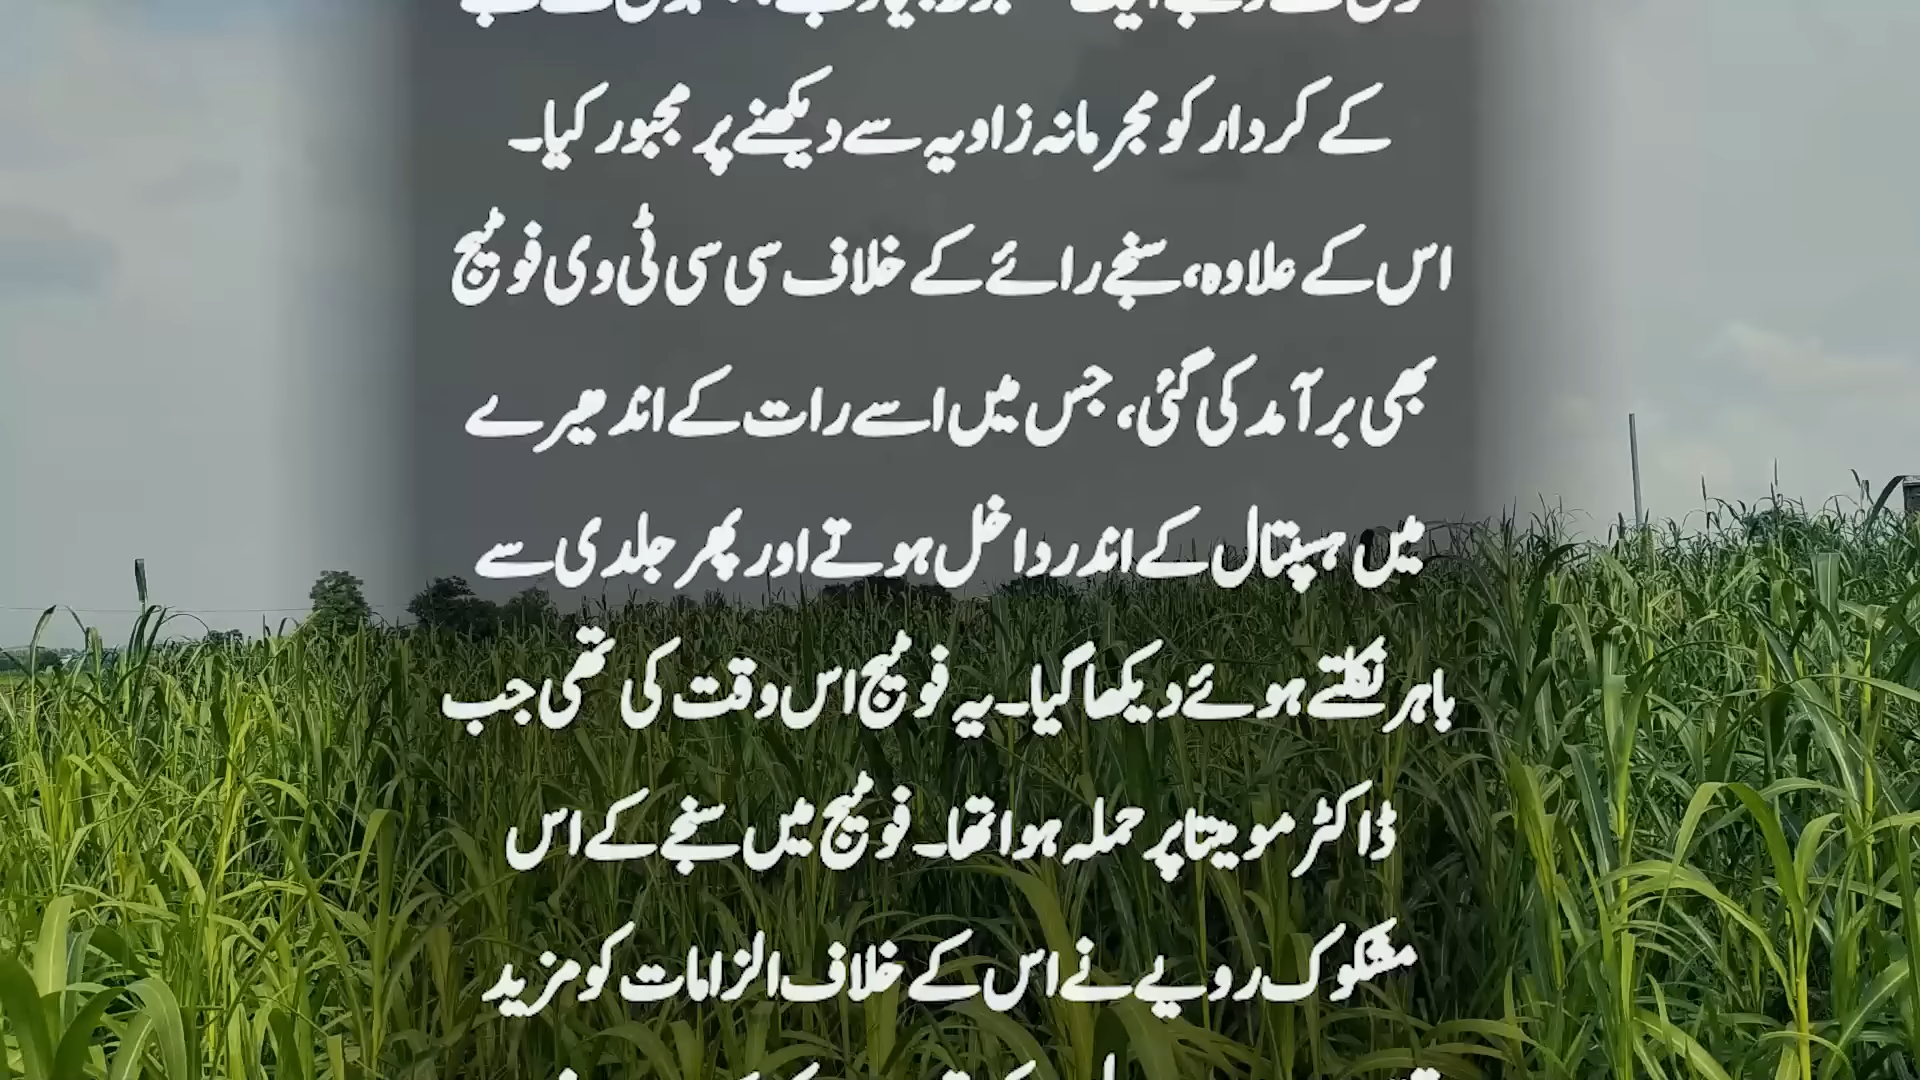 کے کردار کو مجرمانہ زاویہ سے دیکھنے پر مجبور کیا۔
اس کے علاوہ، سنجے رائے کے خلاف سی سی ٹی وی فوٹیج
بھی برآمد کی گئی، جس میں اسے رات کے اندھیرے
میں ہسپتال کے اندر داخل ہوتے اور پھر جلدی سے
باہر نکلتے ہوئے دیکھا گیا۔ یہ فوٹیج اس وقت کی تھی جب
ڈاکٹر مومیتا پر حملہ ہوا تھا۔ فوٹیج میں سنجے کے اس
مشکوک رویے نے اس کے خلاف الزامات کو مزید